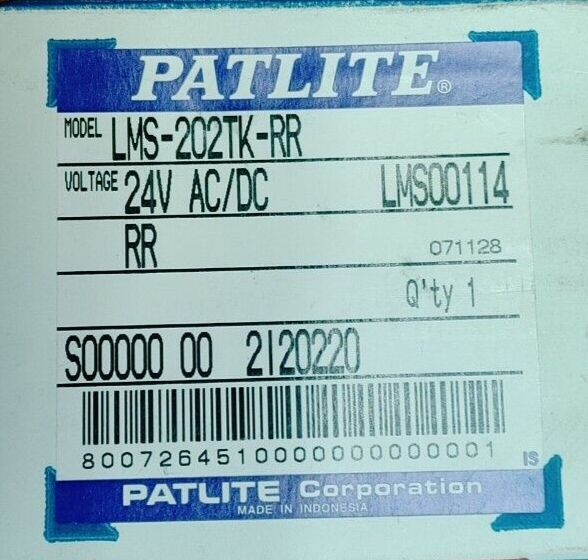 PATLITE®
MODEL LMS-202TK-RR
VOLTAGE 24V AC/DC LMS00114
RR 071128
Q'ty 1
S00000 00 2I20220
8007264510000000000001 IS
PATLITE Corporation
MADE IN INDONESIA